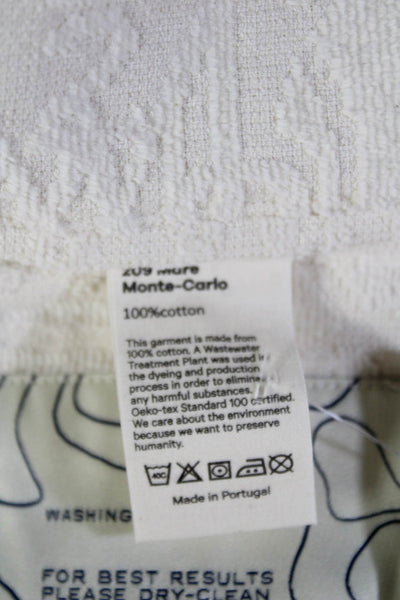 209 Mare
Monte-Carlo
100%cotton
This garment is made from
100% cotton. A Wastewater
Treatment Plant was used in
the dyeing and production
process in order to eliminate
any harmful substances.
Oeko-tex Standard 100 certified.
We care about the environment
because we want to preserve
humanity.
40C
Made in Portugal
WASHING
FOR BEST RESULTS
PLEASE DRY-CLEAN